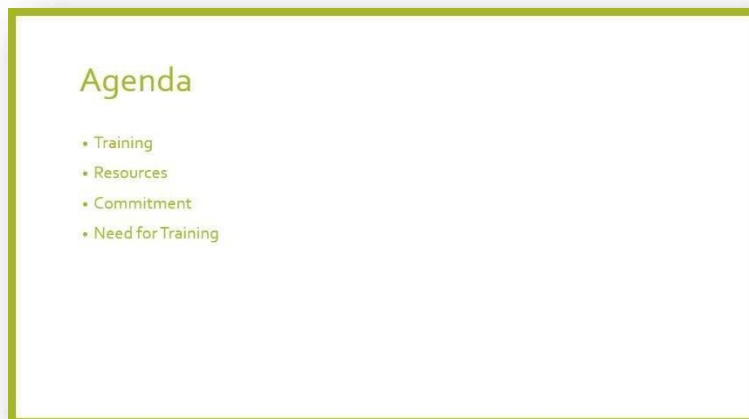 Agenda
• Training
• Resources
• Commitment
• Need for Training